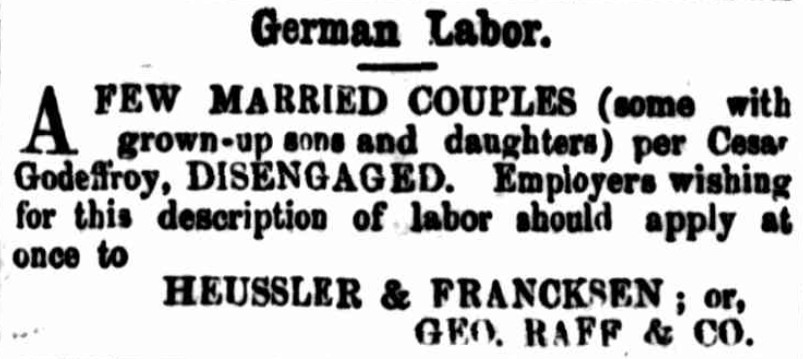 German Labor.
A FEW MARRIED COUPLES (some with
grown-up sons and daughters) per Cesar
Godeffroy, DISENGAGED. Employers wishing
for this description of labor should apply at
once to
HEUSSLER & FRANCKSEN ; or,
GEO. RAFF & CO.